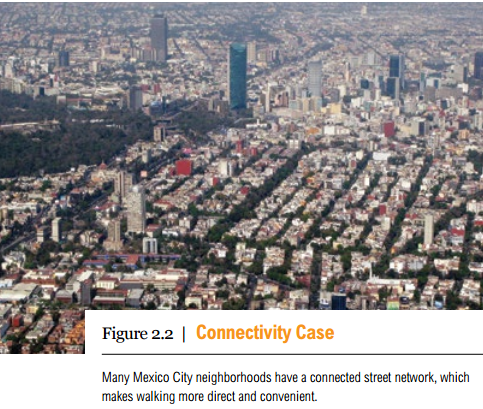 Figure 2.2 | Connectivity Case
Many Mexico City neighborhoods have a connected street network, which
makes walking more direct and convenient.